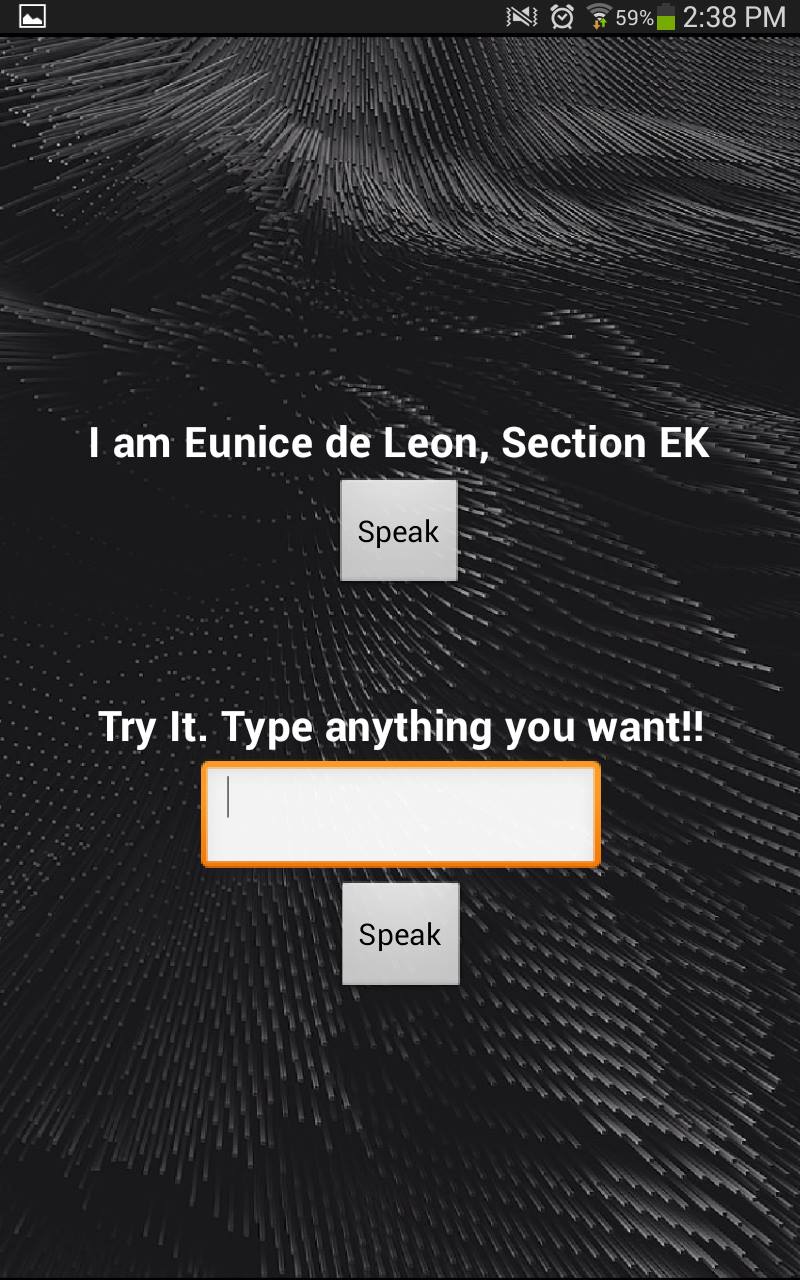 59% 2:38 PM
I am Eunice de Leon, Section EK
Speak
Try It. Type anything you want!!
Speak